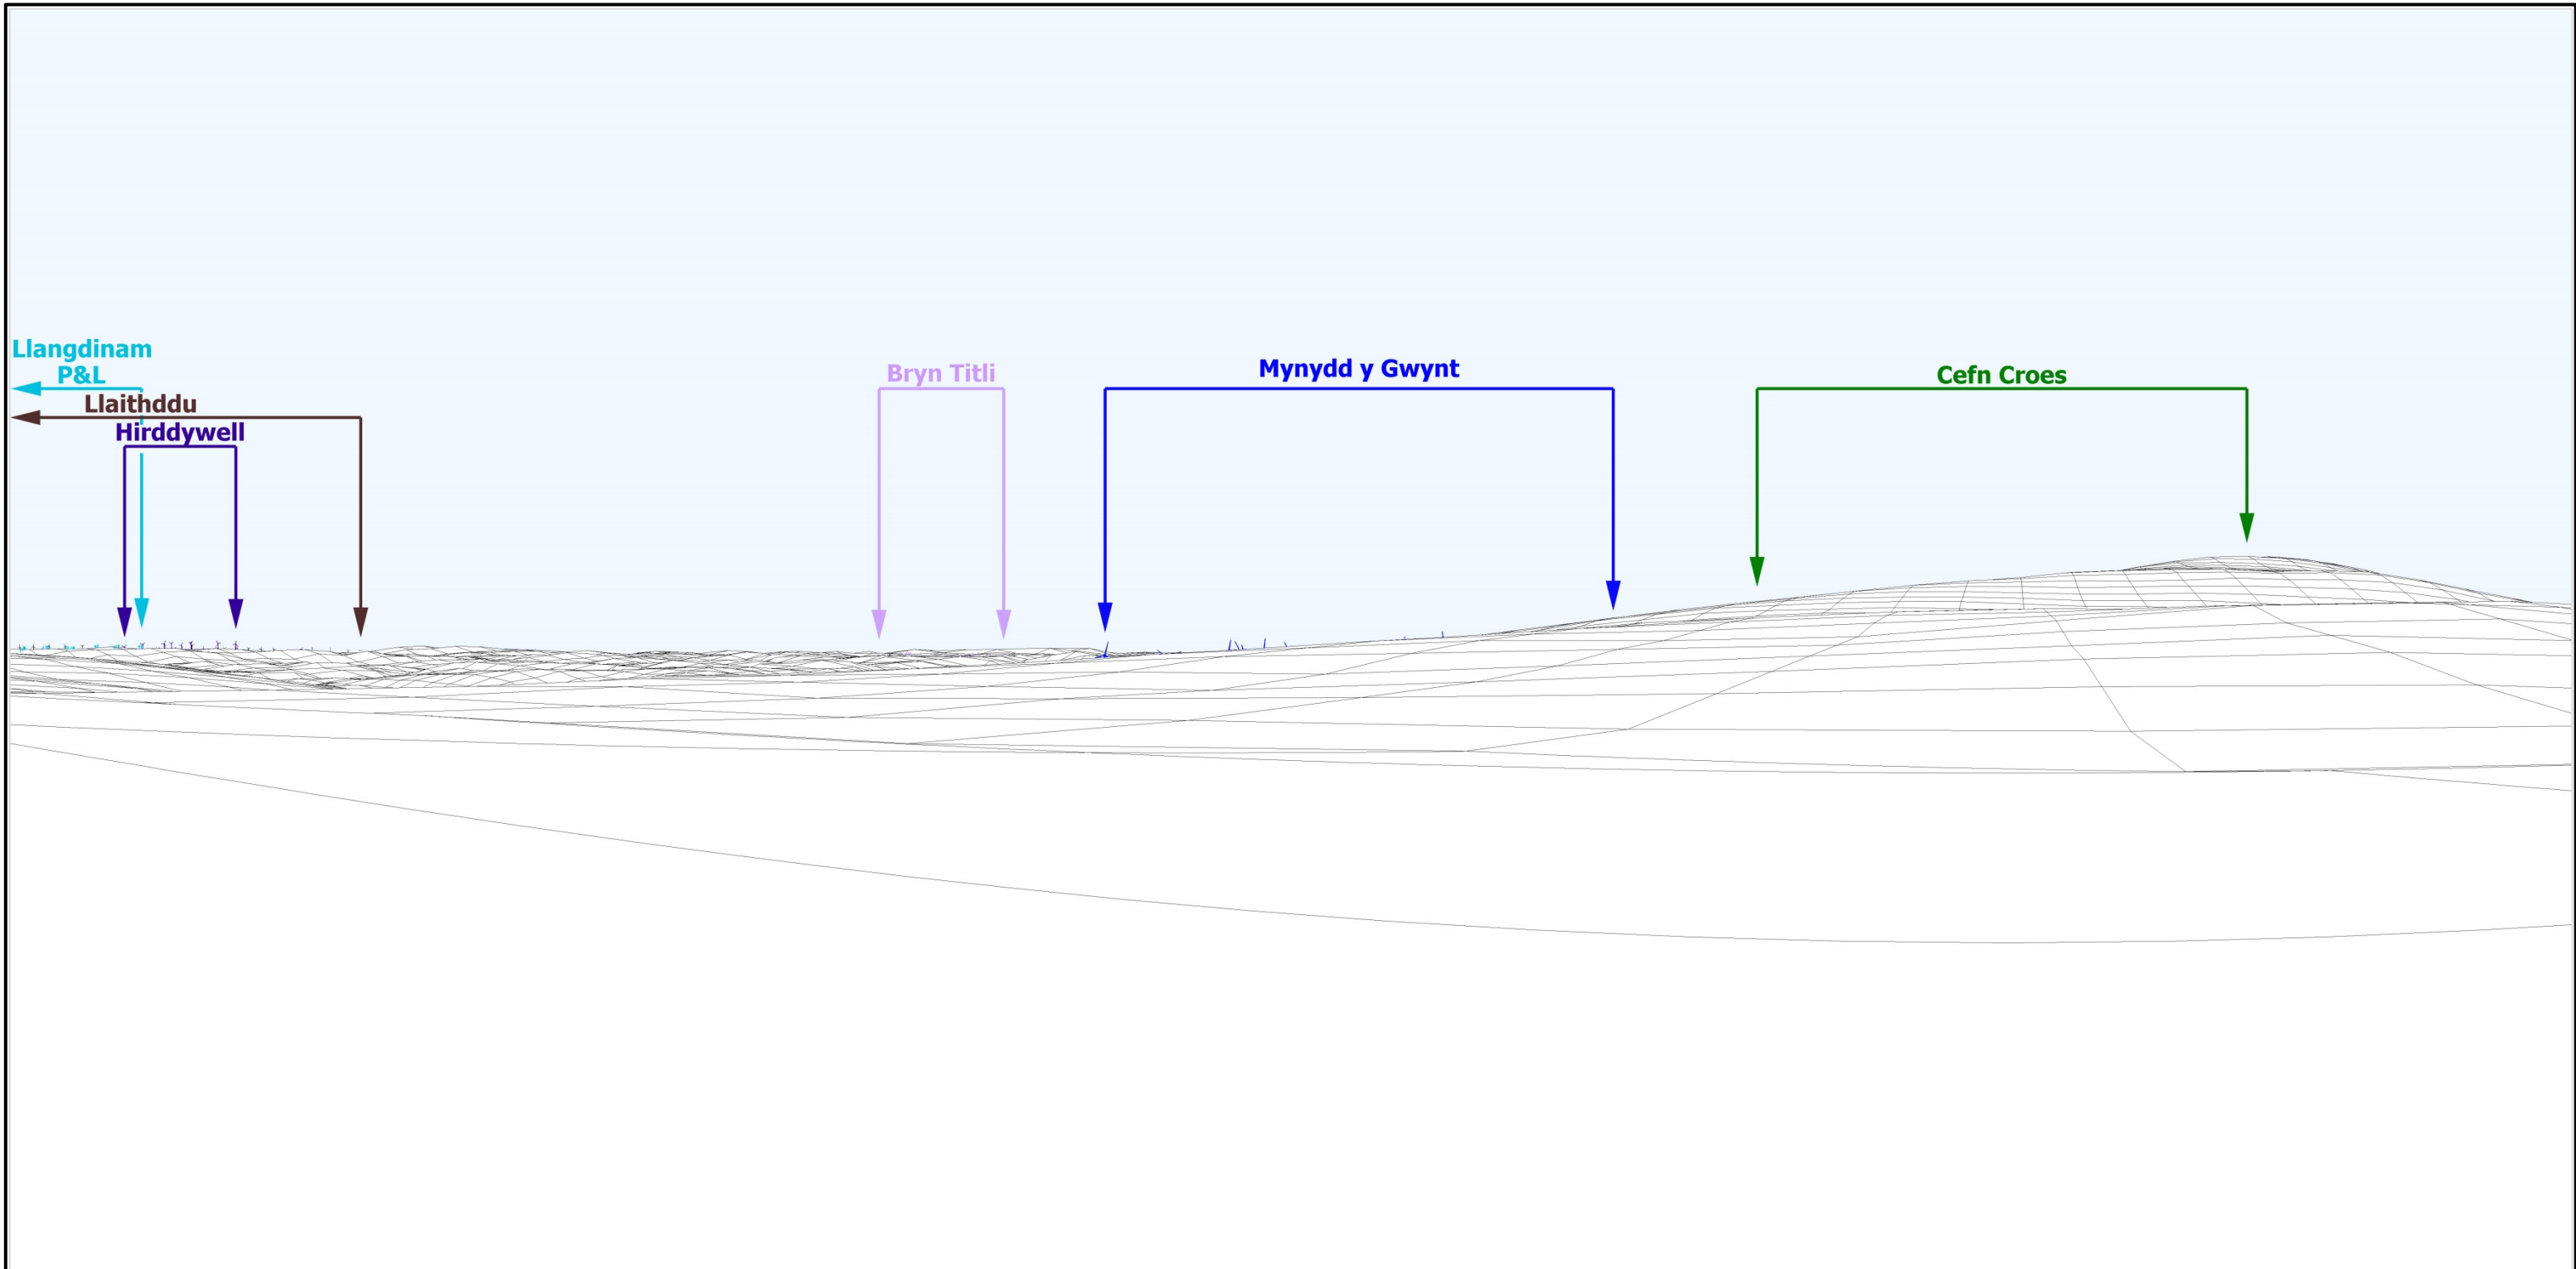 Llangdinam
P&L
Llaithddu
Hirddywell
Bryn Titli
Mynydd y Gwynt
Cefn Croes